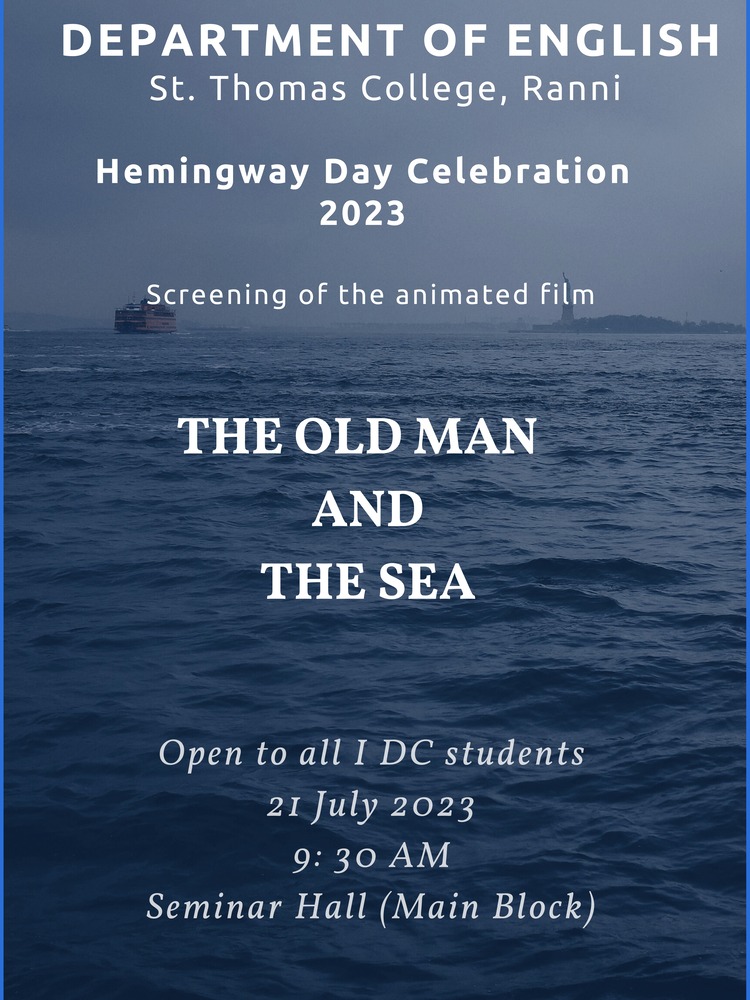 DEPARTMENT OF ENGLISH
St. Thomas College, Ranni
Hemingway Day Celebration
2023
Screening of the animated film
THE OLD MAN
AND
THE SEA
Open to all I DC students
21 July 2023
9: 30 AM
Seminar Hall (Main Block)